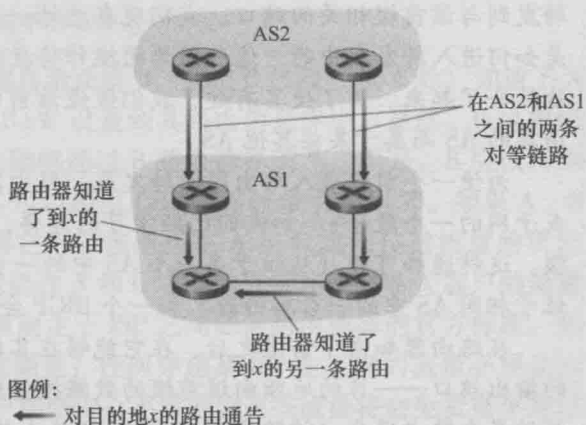 AS2
在AS2和AS1
之间的两条
对等链路
AS1
路由器知道
了到x的
一条路由
路由器知道了
到x的另一条路由
图例：
对目的地x的路由通告